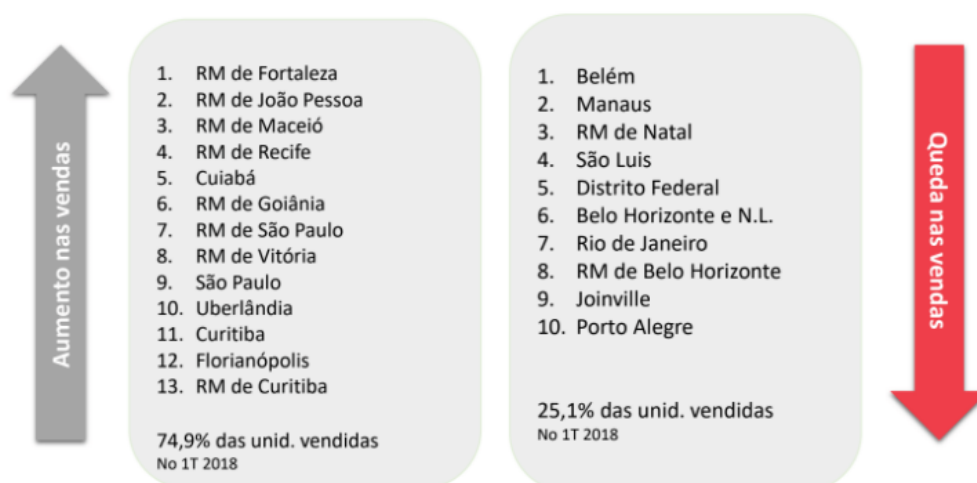 Aumento nas vendas
1. RM de Fortaleza
2. RM de João Pessoa
3. RM de Maceió
4. RM de Recife
5. Cuiabá
6. RM de Goiânia
7. RM de São Paulo
8. RM de Vitória
9. São Paulo
10. Uberlândia
11. Curitiba
12. Florianópolis
13. RM de Curitiba
74,9% das unid. vendidas
No 1T 2018
1. Belém
2. Manaus
3. RM de Natal
4. São Luis
5. Distrito Federal
6. Belo Horizonte e N.L.
7. Rio de Janeiro
8. RM de Belo Horizonte
9. Joinville
10. Porto Alegre
25,1% das unid. vendidas
No 1T 2018
Queda nas vendas